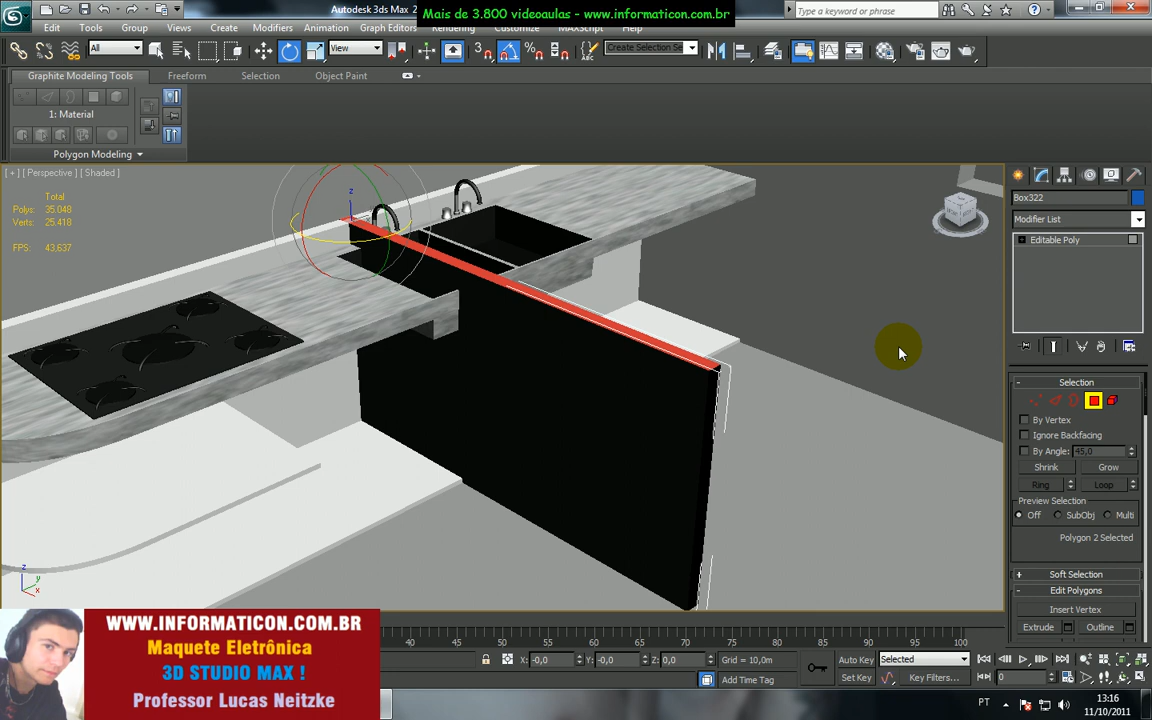 Autodesk 3ds Max 2
Mais de 3.800 videoaulas - www.informaticon.com.br
Type a keyword or phrase
Edit Tools Group Views Create Modifiers Animation Graph Editors Rendering Customize MAXScript Help
All
View
Create Selection Se
Graphite Modeling Tools Freeform Selection Object Paint
1: Material
Polygon Modeling
[ + ] [ Perspective ] [ Shaded ]
Total
Polys: 35.048
Verts: 25.418
FPS: 43,637
z
z
y
x
Box322
Modifier List
Editable Poly
Selection
By Vertex
Ignore Backfacing
By Angle: 45,0
Shrink Grow
Ring Loop
Preview Selection
Off SubObj Multi
Polygon 2 Selected
Soft Selection
Edit Polygons
Insert Vertex
Extrude Outline
40 45 50 55 60 65 70 75 80 85 90 95 100
X: -0,0 Y: -0,0 Z: 0,0 Grid = 10,0m
Add Time Tag
Auto Key Selected
Set Key Key Filters...
0
WWW.INFORMATICON.COM.BR
Maquete Eletrônica
3D STUDIO MAX !
Professor Lucas Neitzke
PT
13:16
11/10/2011